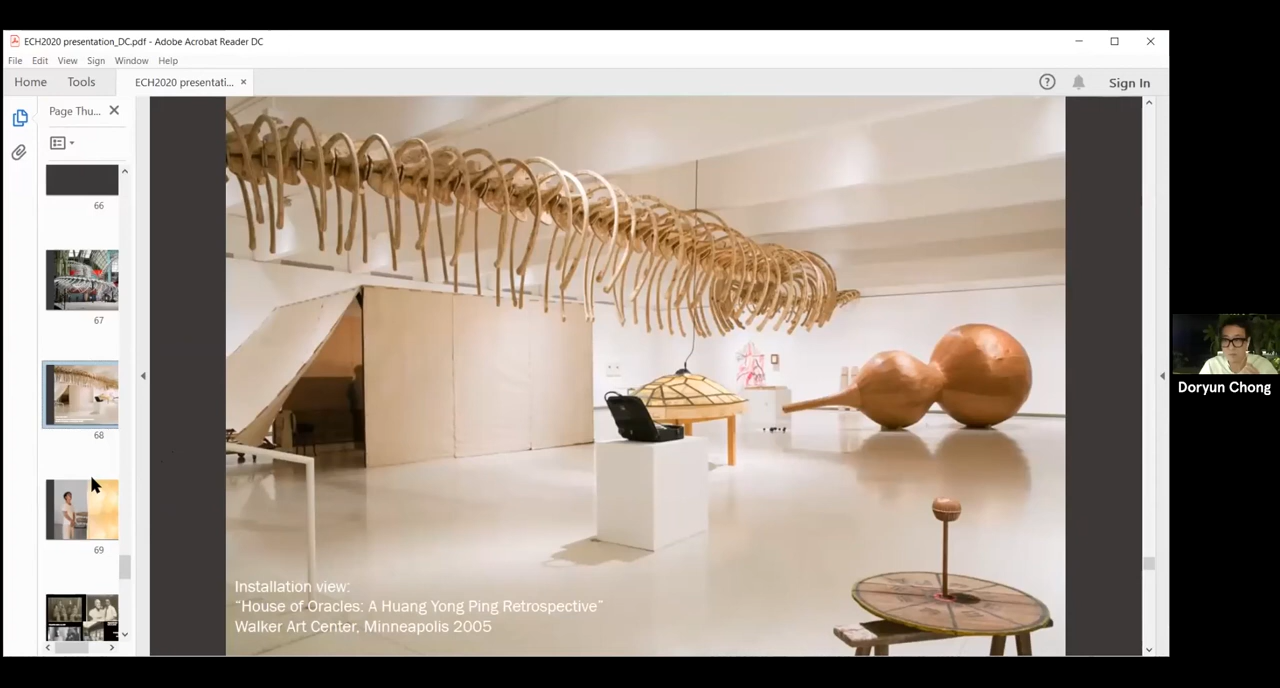 ECH2020 presentation_DC.pdf - Adobe Acrobat Reader DC
File Edit View Sign Window Help
Home Tools ECH2020 presentati... × Sign In
Page Thu...
66
67
68
69
Installation view:
“House of Oracles: A Huang Yong Ping Retrospective”
Walker Art Center, Minneapolis 2005
Doryun Chong